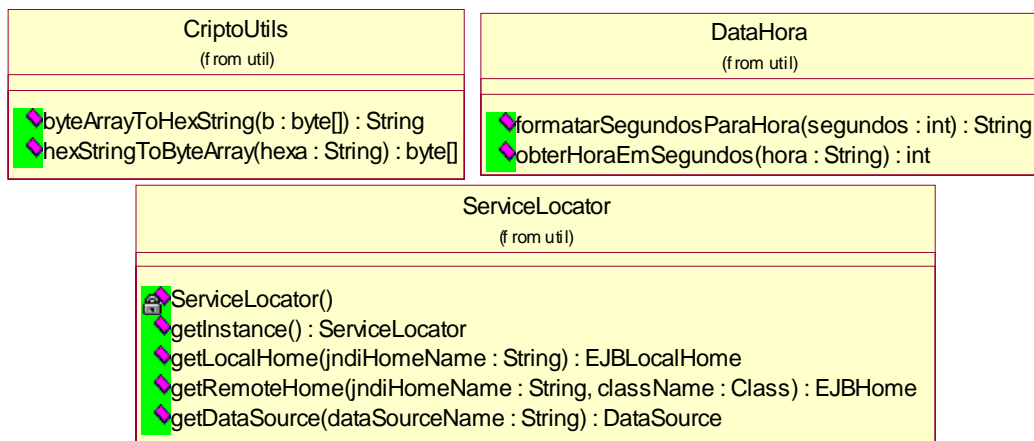 CriptoUtils
(from util)
byteArrayToHexString(b : byte[]) : String
hexStringToByteArray(hexa : String) : byte[]
DataHora
(from util)
formatarSegundosParaHora(segundos : int) : String
obterHoraEmSegundos(hora : String) : int
ServiceLocator
(from util)
ServiceLocator()
getInstance() : ServiceLocator
getLocalHome(jndiHomeName : String) : EJBLocalHome
getRemoteHome(jndiHomeName : String, className : Class) : EJBHome
getDataSource(dataSourceName : String) : DataSource